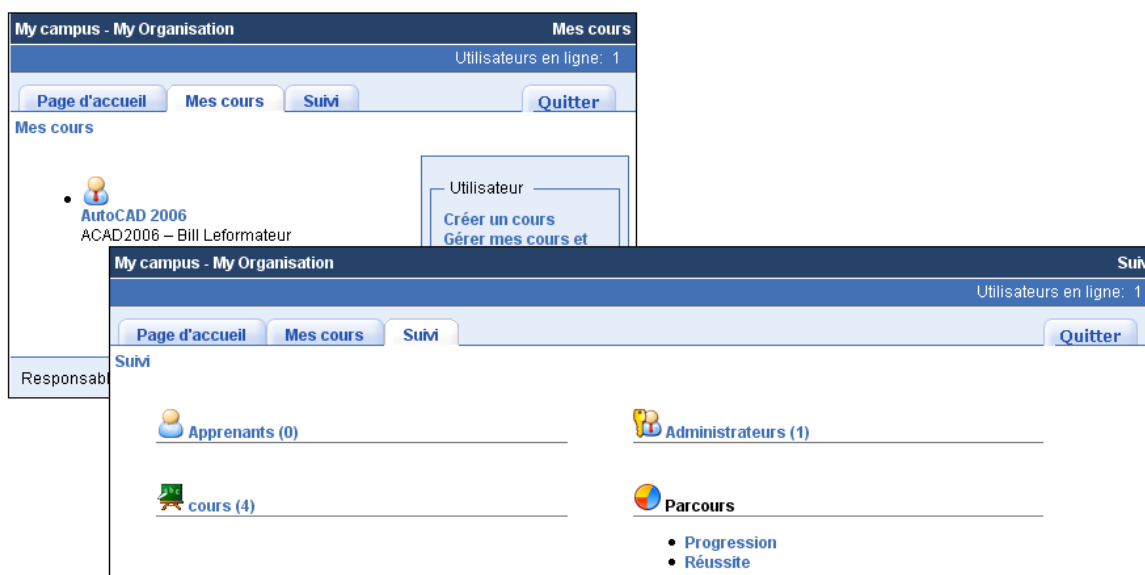 My campus - My Organisation Mes cours
Utilisateurs en ligne: 1
Page d'accueil Mes cours Suivi Quitter
Mes cours
AutoCAD 2006
ACAD2006 – Bill Leformateur
Utilisateur
Créer un cours
Gérer mes cours et
Responsabl
My campus - My Organisation Suiv
Utilisateurs en ligne: 1
Page d'accueil Mes cours Suivi Quitter
Suivi
Apprenants (0)
Administrateurs (1)
cours (4)
Parcours
Progression
Réussite